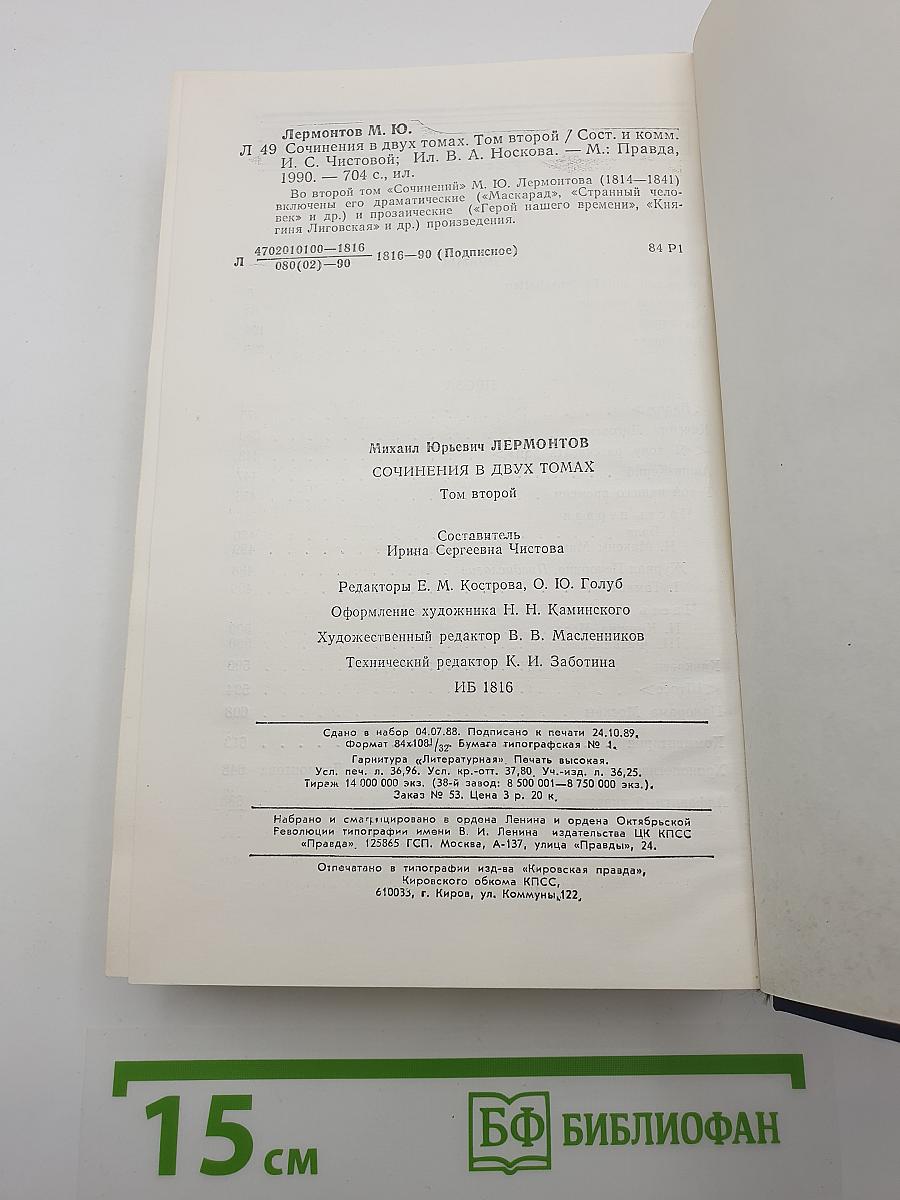 Лермонтов М. Ю.
Л 49 Сочинения в двух томах. Том второй / Сост. и комм.
И. С. Чистовой; Ил. В. А. Носкова. — М.: Правда,
1990. — 704 с., ил.
Во второй том «Сочинений» М. Ю. Лермонтова (1814—1841)
включены его драматические («Маскарад», «Странный чело-
век» и др.) и прозаические («Герой нашего времени», «Кня-
гиня Лиговская» и др.) произведения.
Л 4702010100—1816
080(02)—90 1816—90 (Подписное) 84 Р1
Михаил Юрьевич ЛЕРМОНТОВ
СОЧИНЕНИЯ В ДВУХ ТОМАХ
Том второй
Составитель
Ирина Сергеевна Чистова
Редакторы Е. М. Кострова, О. Ю. Голуб
Оформление художника Н. Н. Каминского
Художественный редактор В. В. Масленников
Технический редактор К. И. Заботина
ИБ 1816
Сдано в набор 04.07.88. Подписано к печати 24.10.89.
Формат 84х108 1/32. Бумага типографская № 1.
Гарнитура «Литературная». Печать высокая.
Усл. печ. л. 36,96. Усл. кр.-отт. 37,80. Уч.-изд. л. 36,25.
Тираж 14 000 000 экз. (38-й завод: 8 500 001—8 750 000 экз.).
Заказ № 53. Цена 3 р. 20 к.
Набрано и сматрицировано в ордена Ленина и ордена Октябрьской
Революции типографии имени В. И. Ленина издательства ЦК КПСС
«Правда». 125865 ГСП. Москва, А-137, улица «Правды», 24.
Отпечатано в типографии изд-ва «Кировская правда»,
Кировского обкома КПСС,
610033, г. Киров, ул. Коммуны, 122.
15 см
БФ БИБЛИОФАН